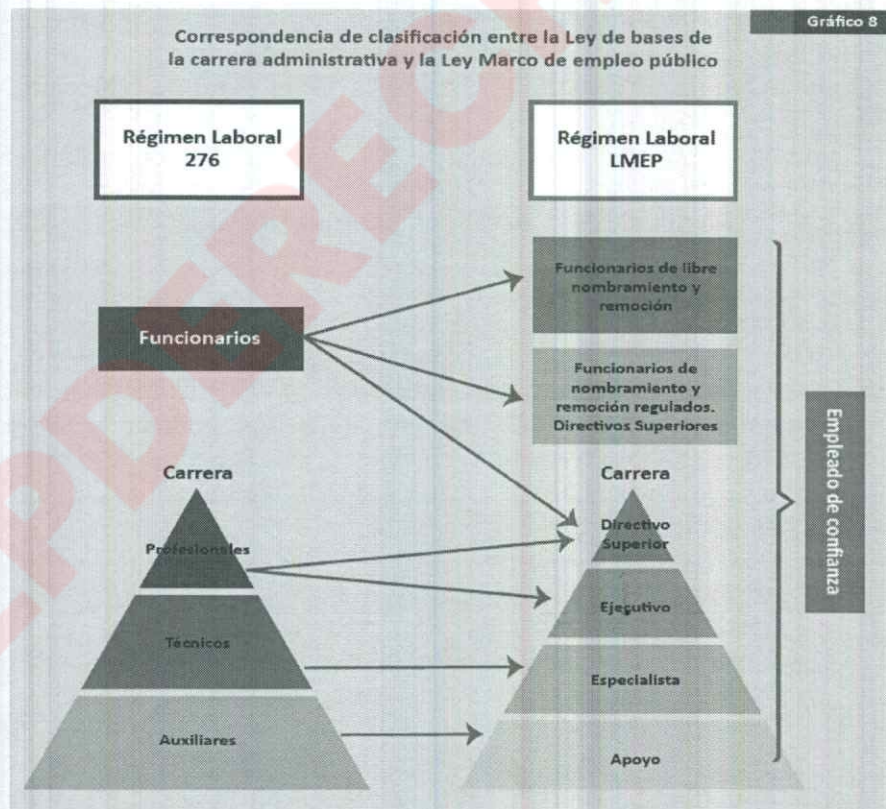 Gráfico 8
Correspondencia de clasificación entre la Ley de bases de
la carrera administrativa y la Ley Marco de empleo público
Régimen Laboral
276
Régimen Laboral
LMEP
Funcionarios
Funcionarios de libre
nombramiento y
remoción
Funcionarios de
nombramiento y
remoción regulados.
Directivos Superiores
Carrera
Profesionales
Técnicos
Auxiliares
Carrera
Directivo
Superior
Ejecutivo
Especialista
Apoyo
Empleado de confianza